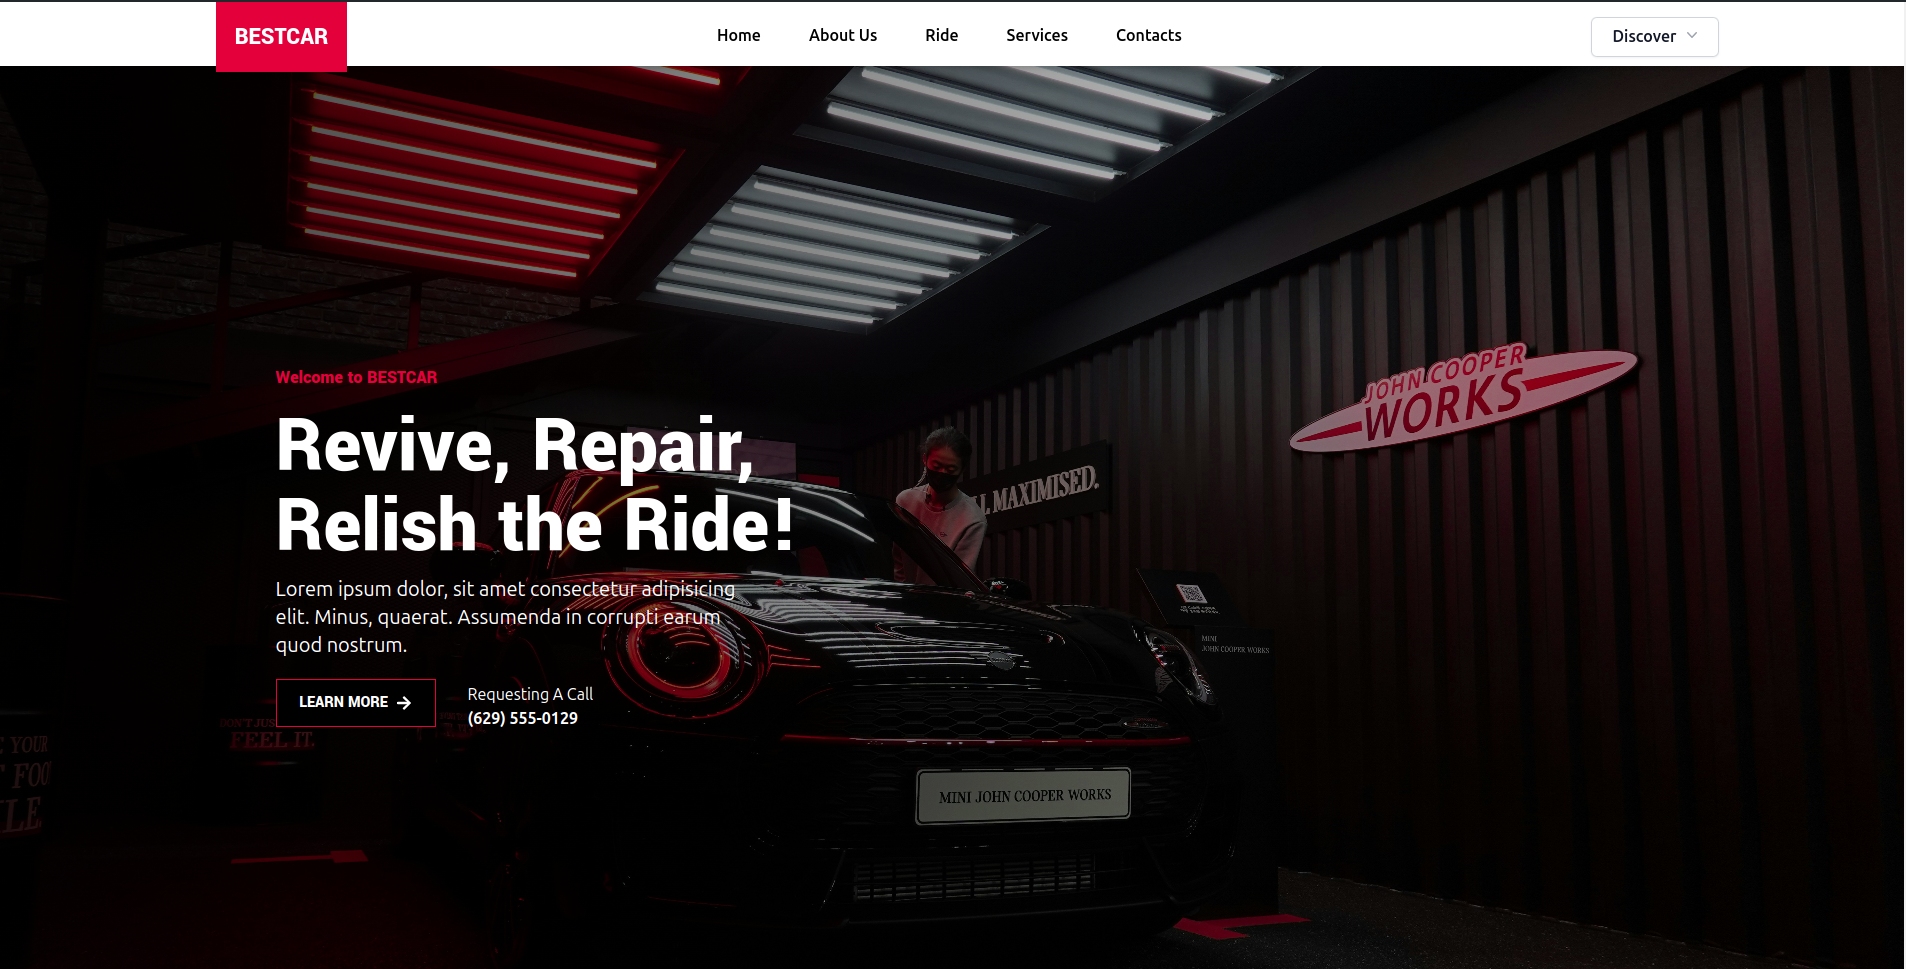 BESTCAR
Home
About Us
Ride
Services
Contacts
Discover
JOHN COOPER
WORKS
Welcome to BESTCAR
Revive, Repair,
Relish the Ride!
L MAXIMISED.
Lorem ipsum dolor, sit amet consectetur adipisicing
elit. Minus, quaerat. Assumenda in corrupti earum
quod nostrum.
MINI
JOHN COOPER WORKS
LEARN MORE
Requesting A Call
(629) 555-0129
DON'T JUS
FEEL IT.
E YOUR
T FOO
ILE
MINI JOHN COOPER WORKS